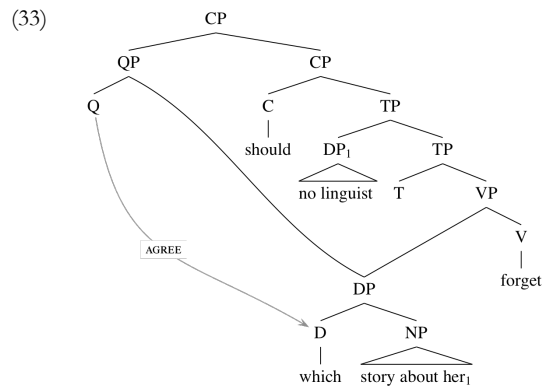 (33)
CP
QP CP
Q C TP
should DP₁ TP
no linguist T VP
V
AGREE
forget
DP
D NP
which story about her₁